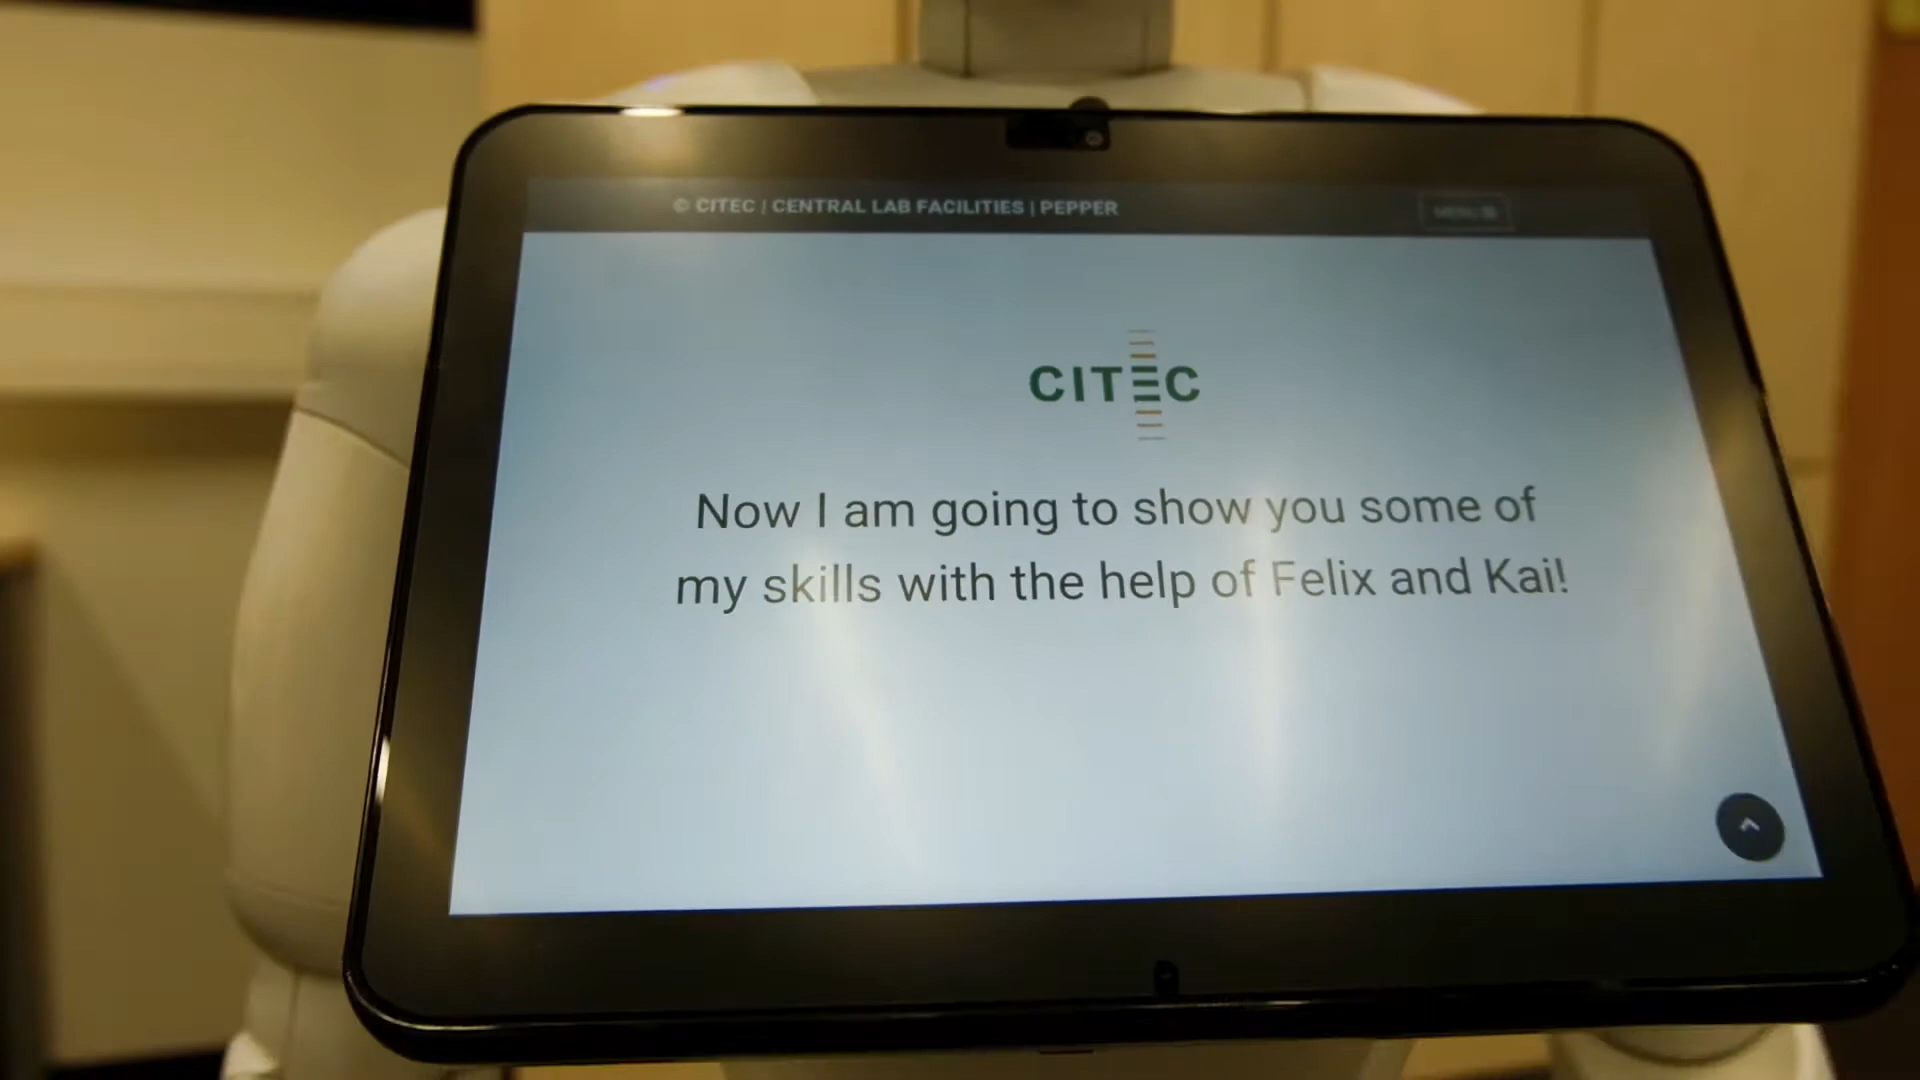 © CITEC | CENTRAL LAB FACILITIES | PEPPER
MENU
CITEC
Now I am going to show you some of
my skills with the help of Felix and Kai!